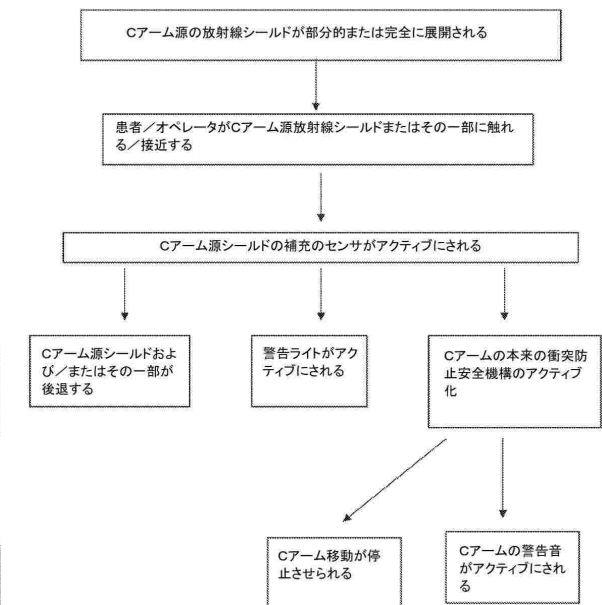 Cアーム源の放射線シールドが部分的または完全に展開される
患者／オペレータがCアーム源放射線シールドまたはその一部に触れ
る／接近する
Cアーム源シールドの補充のセンサがアクティブにされる
Cアーム源シールドおよ
び／またはその一部が
後退する
警告ライトがアク
ティブにされる
Cアームの本来の衝突防
止安全機構のアクティブ
化
Cアーム移動が停
止させられる
Cアームの警告音
がアクティブにされ
る